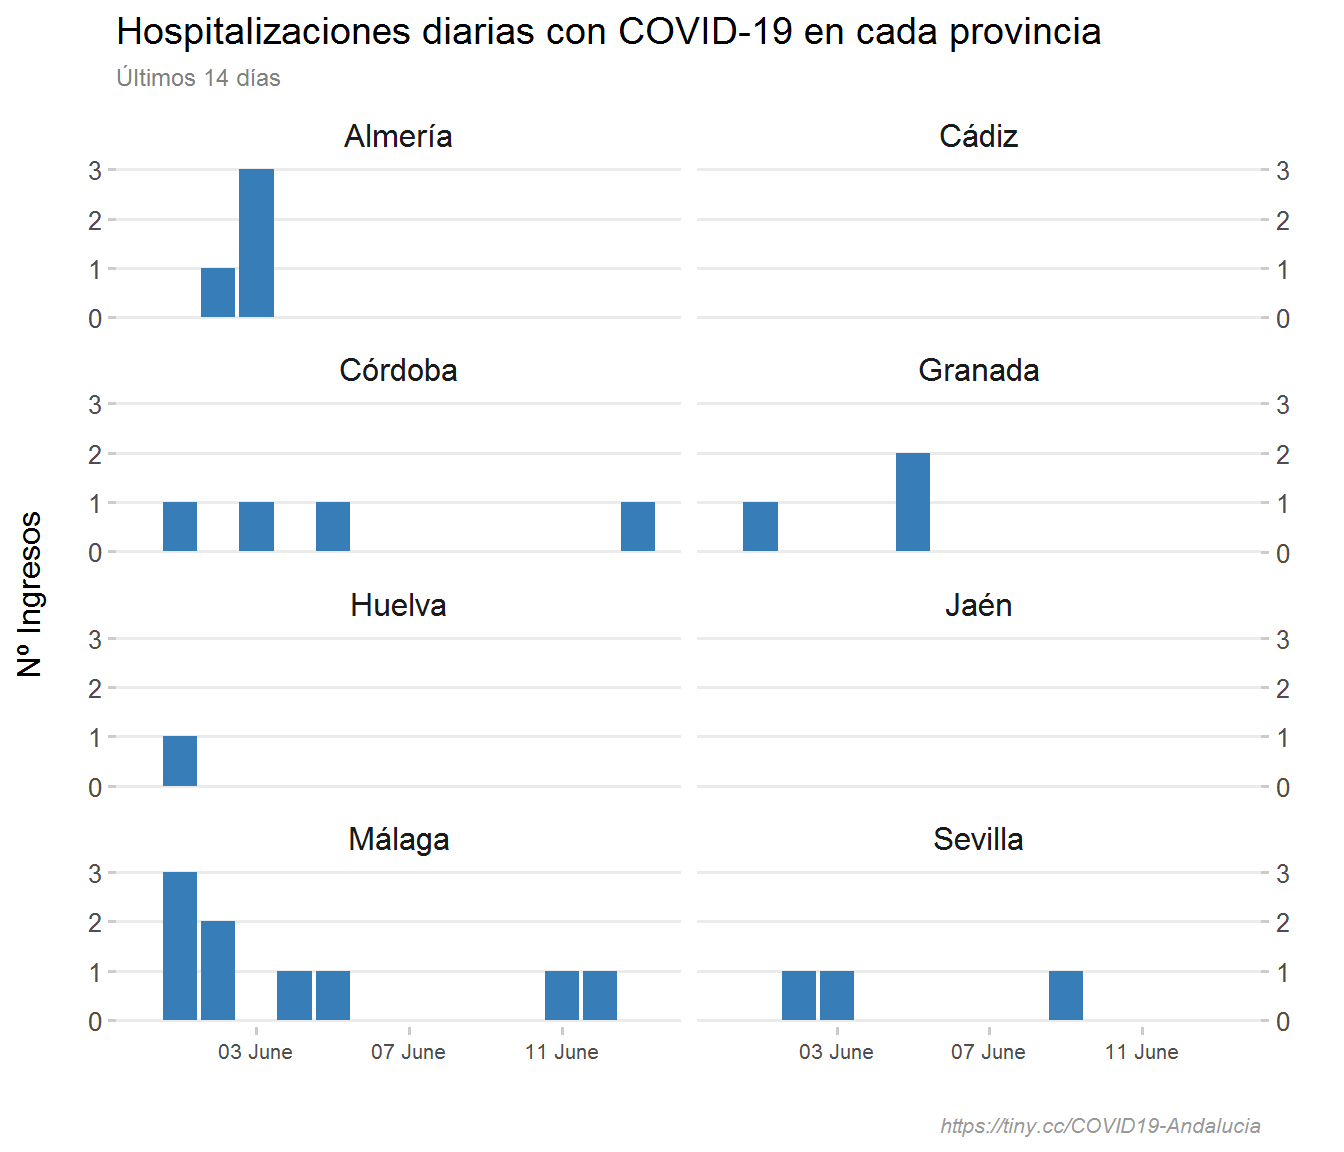 Hospitalizaciones diarias con COVID-19 en cada provincia
Últimos 14 días
Almería
Cádiz
3
2
1
0
3
2
1
0
Córdoba
Granada
3
2
1
0
3
2
1
0
Nº Ingresos
Huelva
Jaén
3
2
1
0
3
2
1
0
Málaga
Sevilla
3
2
1
0
3
2
1
0
03 June 07 June 11 June
03 June 07 June 11 June
https://tiny.cc/COVID19-Andalucia